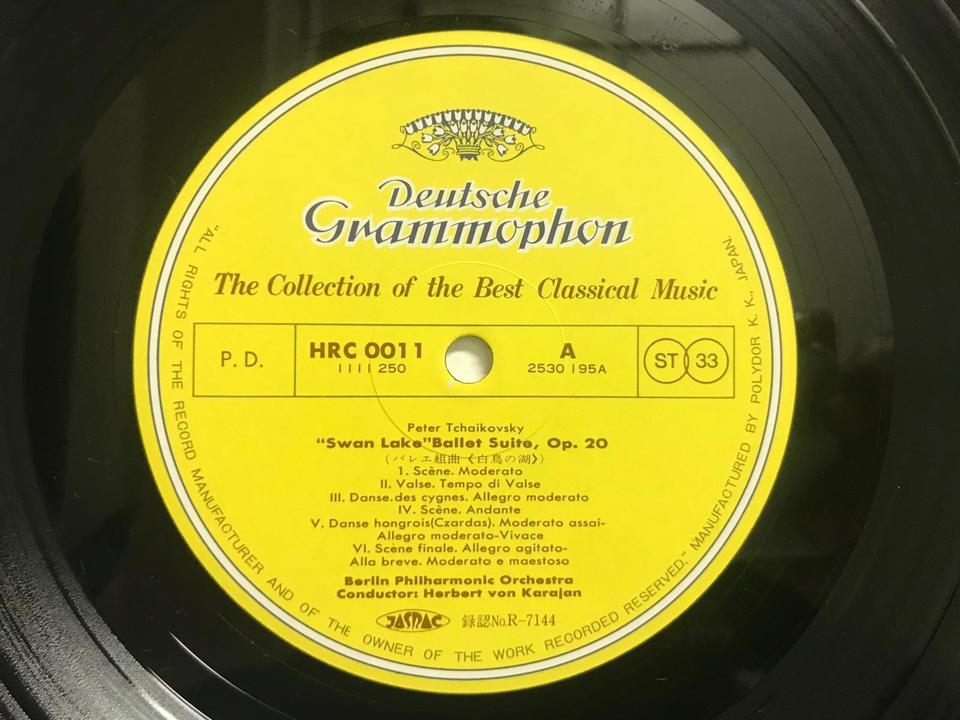 Deutsche
Grammophon
The Collection of the Best Classical Music
P. D.
HRC 0011
1111 250
A
2530 195A
ST 33
Peter Tchaikovsky
"Swan Lake"Ballet Suite, Op. 20
(バレエ組曲《白鳥の湖》)
I. Scène. Moderato
II. Valse. Tempo di Valse
III. Danse.des cygnes. Allegro moderato
IV. Scène. Andante
V. Danse hongrois(Czardas). Moderato assai-
Allegro moderato-Vivace
VI. Scène finale. Allegro agitato-
Alla breve. Moderato e maestoso
Berlin Philharmonic Orchestra
Conductor: Herbert von Karajan
JASRAC 録認No.R-7144
"ALL RIGHTS OF THE RECORD MANUFACTURER AND OF THE OWNER OF THE WORK RECORDED RESERVED." MANUFACTURED BY POLYDOR K. K., JAPAN.